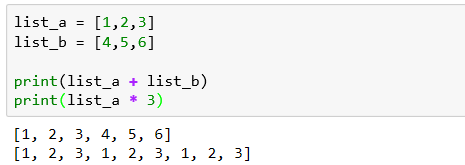 list_a = [1,2,3]
list_b = [4,5,6]
print(list_a + list_b)
print(list_a * 3)
[1, 2, 3, 4, 5, 6]
[1, 2, 3, 1, 2, 3, 1, 2, 3]